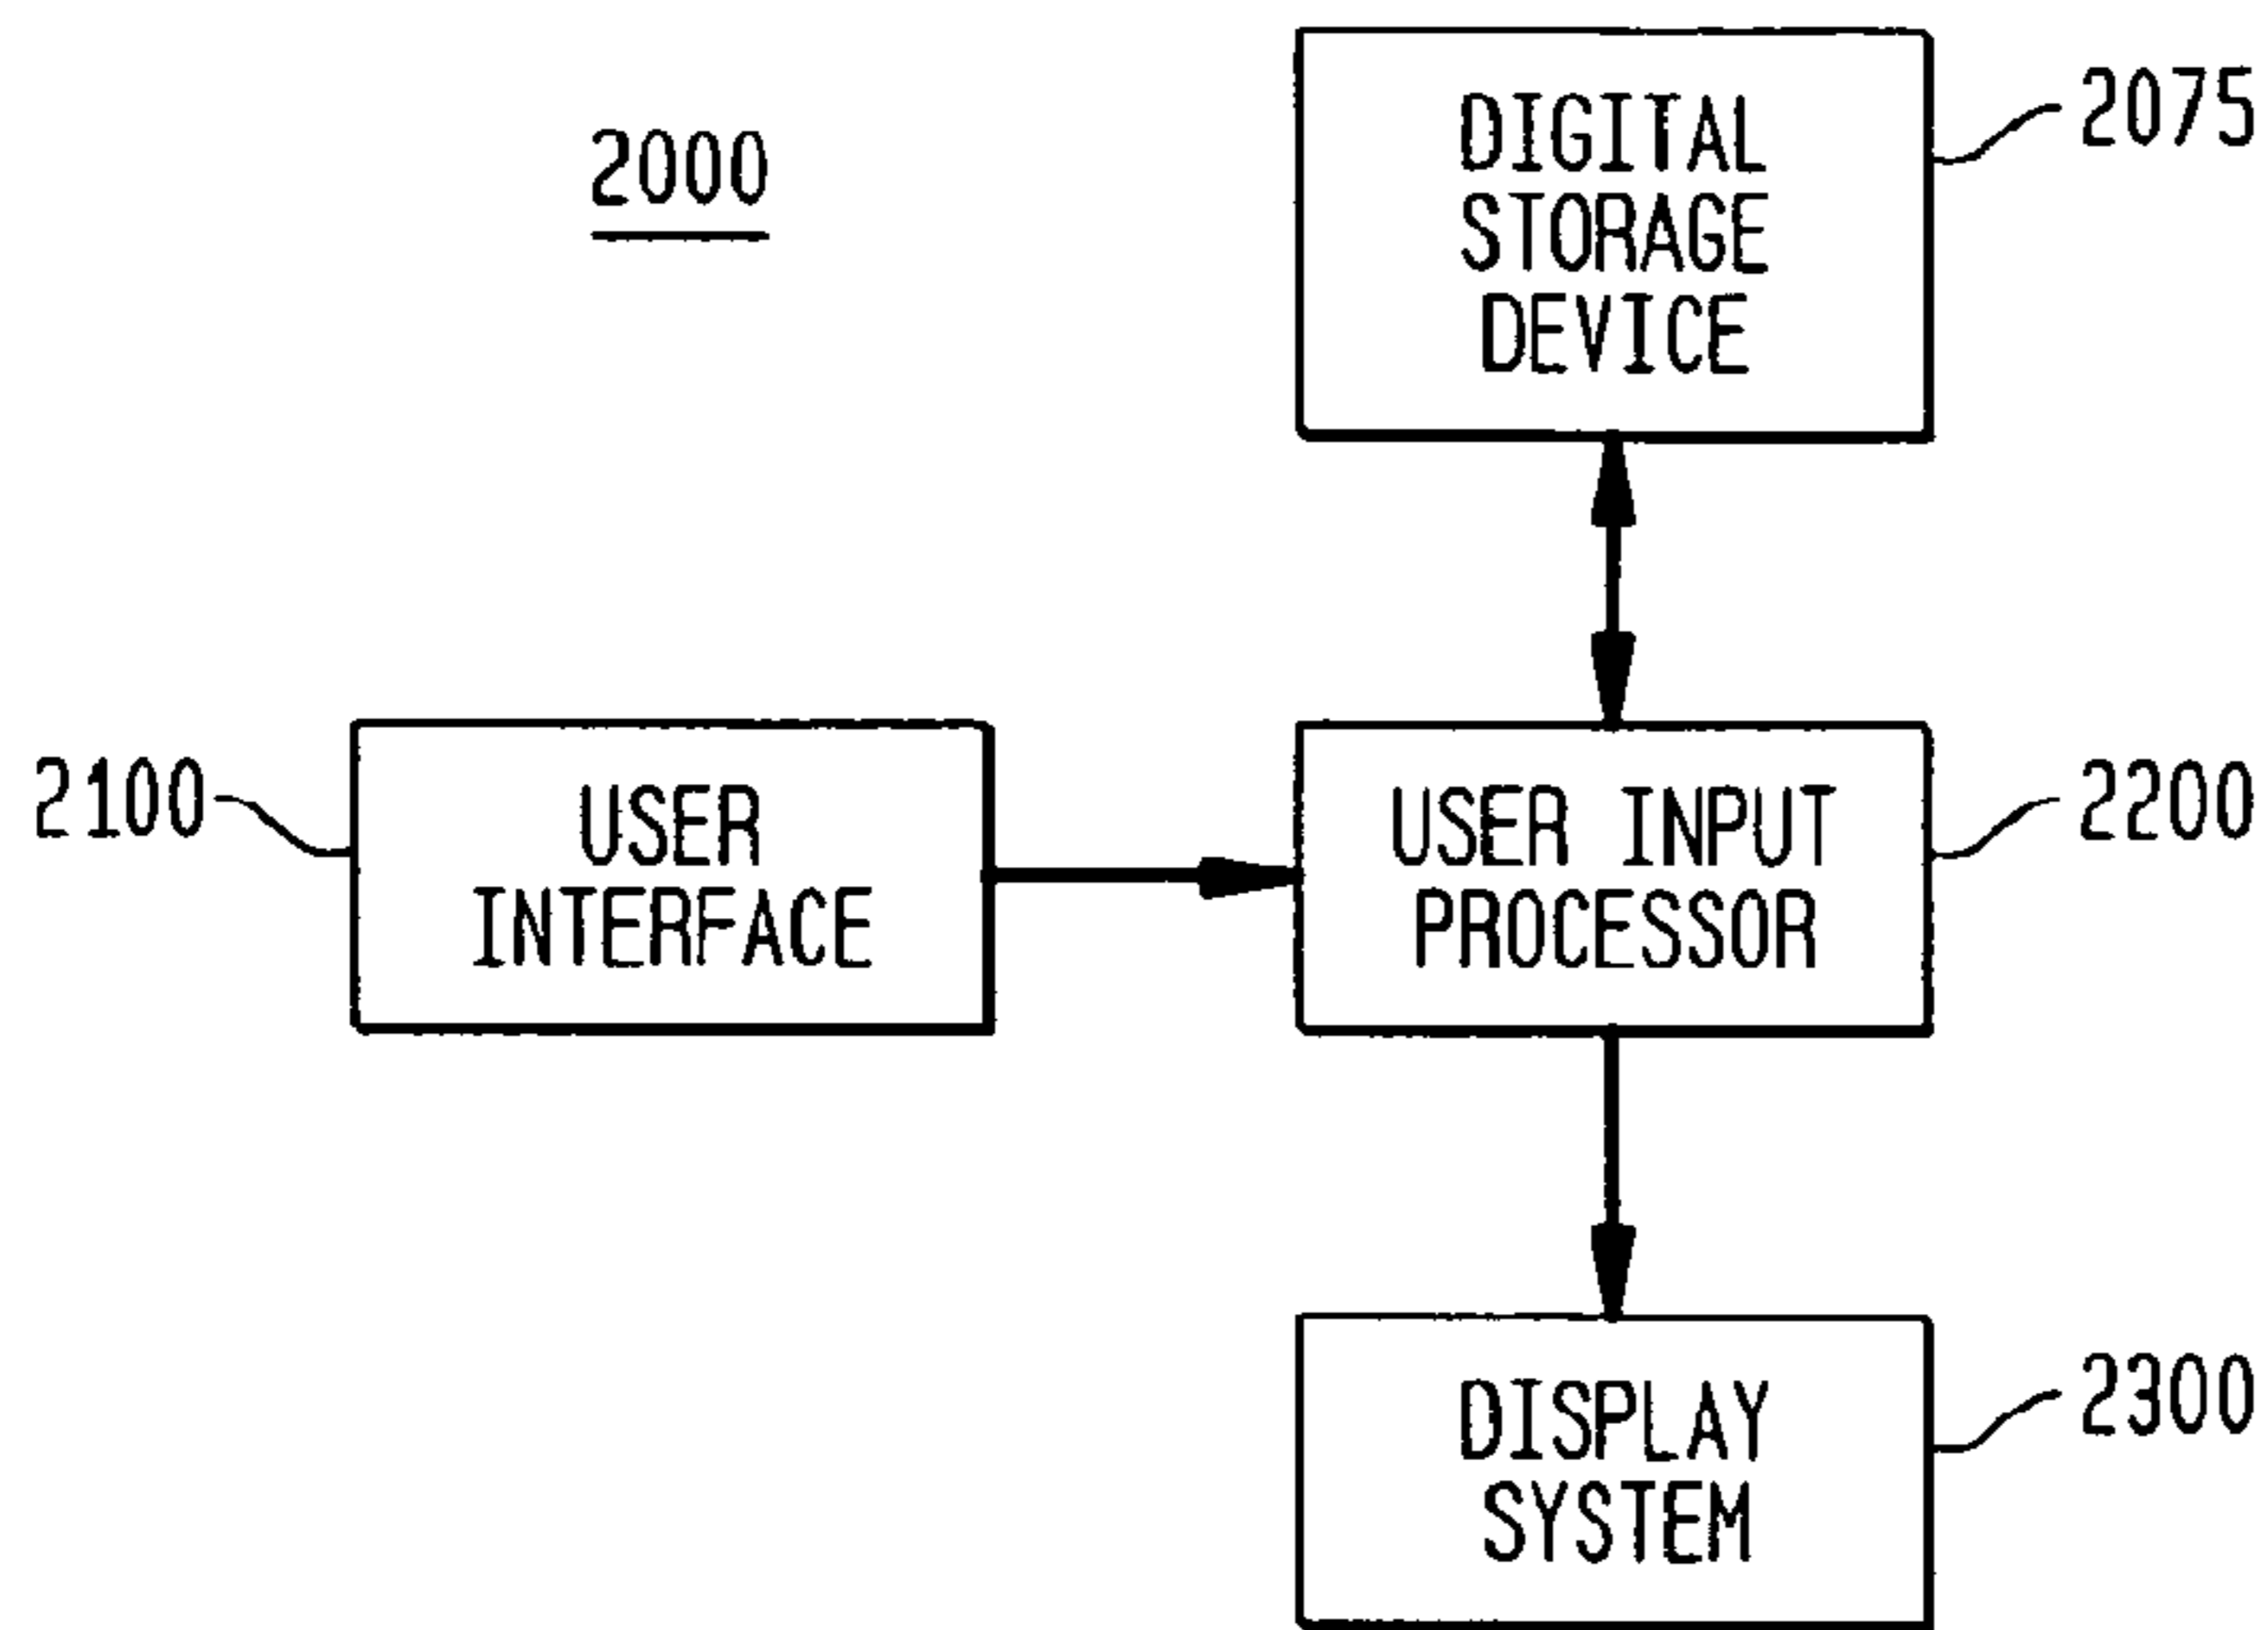 2000
DIGITAL
STORAGE
DEVICE
2075
2100
USER
INTERFACE
USER INPUT
PROCESSOR
2200
DISPLAY
SYSTEM
2300